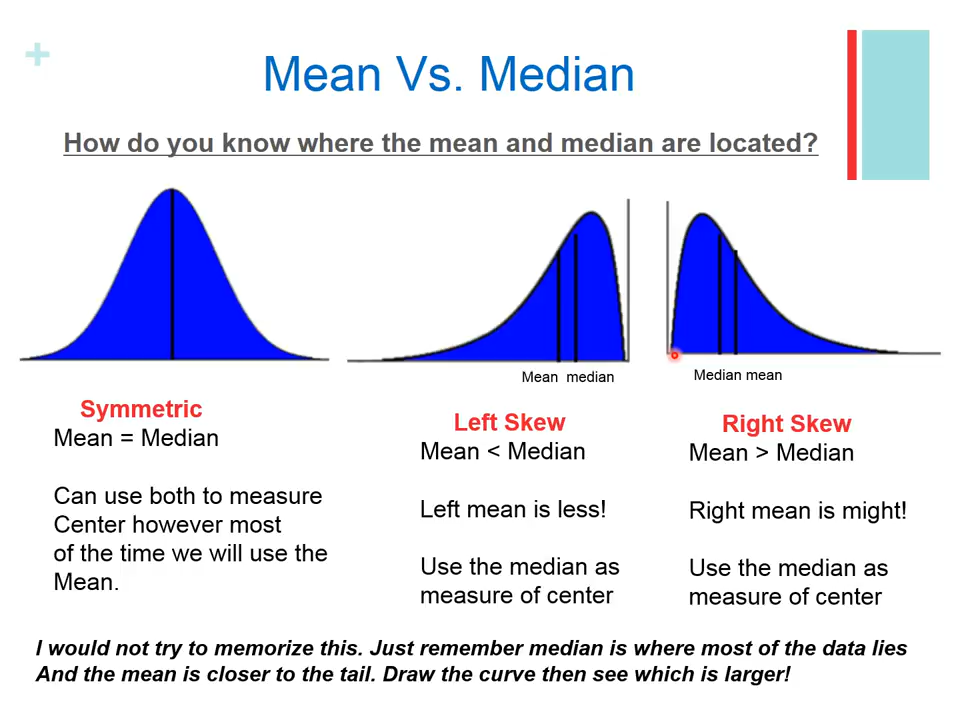 +
Mean Vs. Median
How do you know where the mean and median are located?
Mean median
Median mean
Symmetric
Mean = Median
Can use both to measure
Center however most
of the time we will use the
Mean.
Left Skew
Mean < Median
Left mean is less!
Use the median as
measure of center
Right Skew
Mean > Median
Right mean is might!
Use the median as
measure of center
I would not try to memorize this. Just remember median is where most of the data lies
And the mean is closer to the tail. Draw the curve then see which is larger!